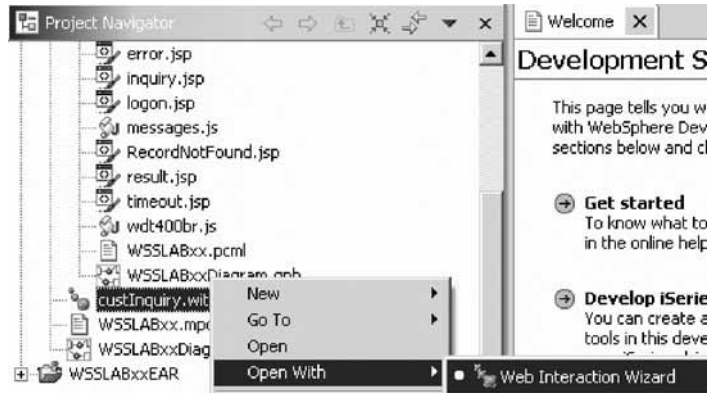 Project Navigator
error.jsp
inquiry.jsp
logon.jsp
messages.js
RecordNotFound.jsp
result.jsp
timeout.jsp
wdt400br.js
WSSLABxx.pcml
WSSLABxxDiagram.gph
custInquiry.wit
WSSLABxx.mpc
WSSLABxxDiag
WSSLABxxEAR
New
Go To
Open
Open With
Web Interaction Wizard
Welcome
Development S
This page tells you w
with WebSphere Dev
sections below and cl
Get started
To know what to
in the online help
Develop iSerie
You can create a
tools in this deve